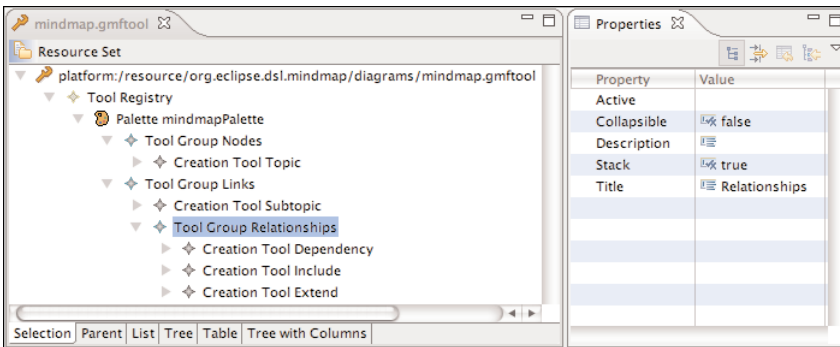 mindmap.gmftool
Resource Set
platform:/resource/org.eclipse.dsl.mindmap/diagrams/mindmap.gmftool
Tool Registry
Palette mindmapPalette
Tool Group Nodes
Creation Tool Topic
Tool Group Links
Creation Tool Subtopic
Tool Group Relationships
Creation Tool Dependency
Creation Tool Include
Creation Tool Extend
Selection Parent List Tree Table Tree with Columns
Properties
Property Value
Active
Collapsible false
Description
Stack true
Title Relationships